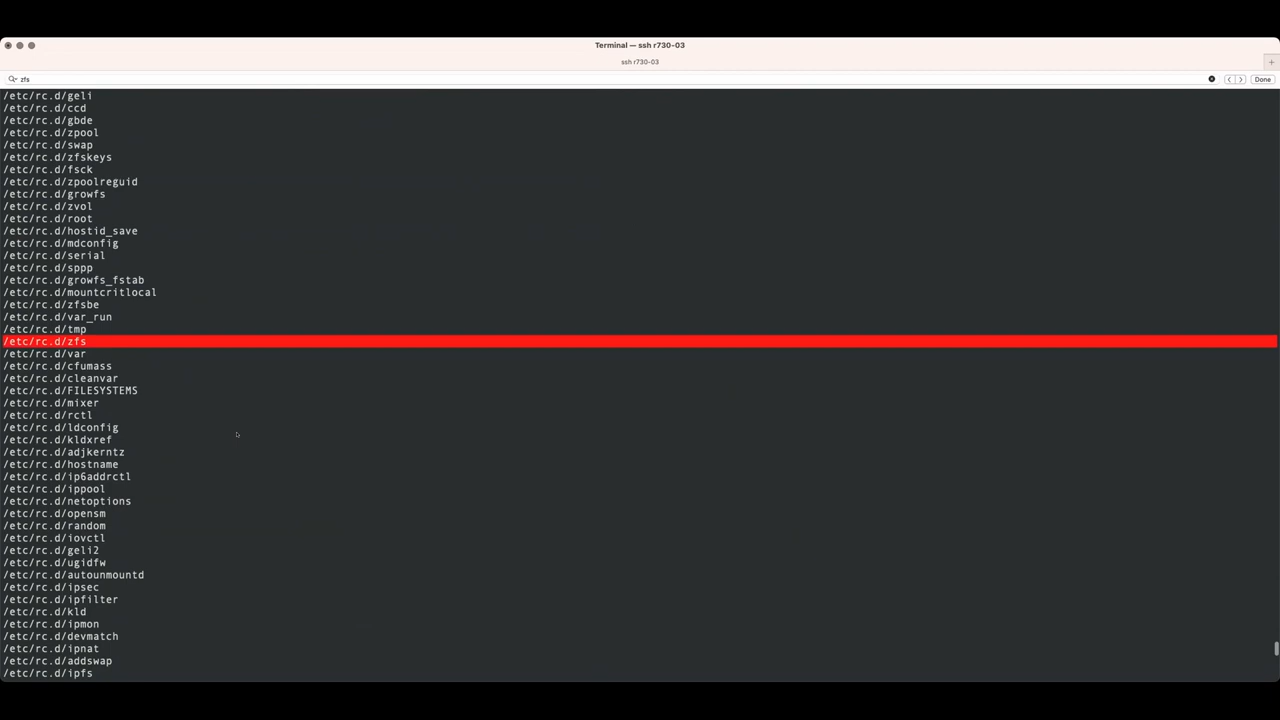 Terminal — ssh r730-03
ssh r730-03
+
zfs
Done
/etc/rc.d/geli
/etc/rc.d/ccd
/etc/rc.d/gbde
/etc/rc.d/zpool
/etc/rc.d/swap
/etc/rc.d/zfskeys
/etc/rc.d/fsck
/etc/rc.d/zpoolreguid
/etc/rc.d/growfs
/etc/rc.d/zvol
/etc/rc.d/root
/etc/rc.d/hostid_save
/etc/rc.d/mdconfig
/etc/rc.d/serial
/etc/rc.d/sppp
/etc/rc.d/growfs_fstab
/etc/rc.d/mountcritlocal
/etc/rc.d/zfsbe
/etc/rc.d/var_run
/etc/rc.d/tmp
/etc/rc.d/zfs
/etc/rc.d/var
/etc/rc.d/cfumass
/etc/rc.d/cleanvar
/etc/rc.d/FILESYSTEMS
/etc/rc.d/mixer
/etc/rc.d/rctl
/etc/rc.d/ldconfig
/etc/rc.d/kldxref
/etc/rc.d/adjkerntz
/etc/rc.d/hostname
/etc/rc.d/ip6addrctl
/etc/rc.d/ippool
/etc/rc.d/netoptions
/etc/rc.d/opensm
/etc/rc.d/random
/etc/rc.d/iovctl
/etc/rc.d/geli2
/etc/rc.d/ugidfw
/etc/rc.d/autounmountd
/etc/rc.d/ipsec
/etc/rc.d/ipfilter
/etc/rc.d/kld
/etc/rc.d/ipmon
/etc/rc.d/devmatch
/etc/rc.d/ipnat
/etc/rc.d/addswap
/etc/rc.d/ipfs